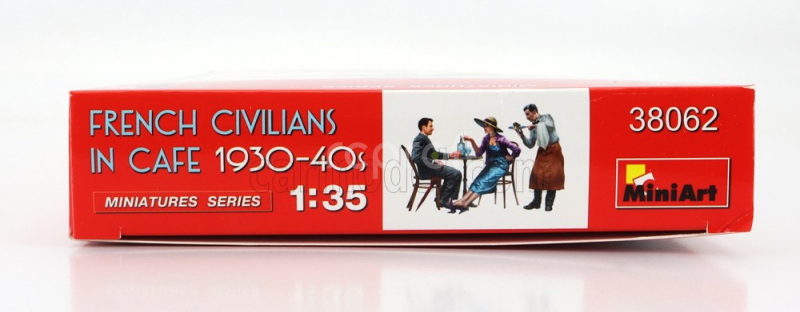 FRENCH CIVILIANS
IN CAFE 1930-40s
MINIATURES SERIES 1:35
38062
MiniArt